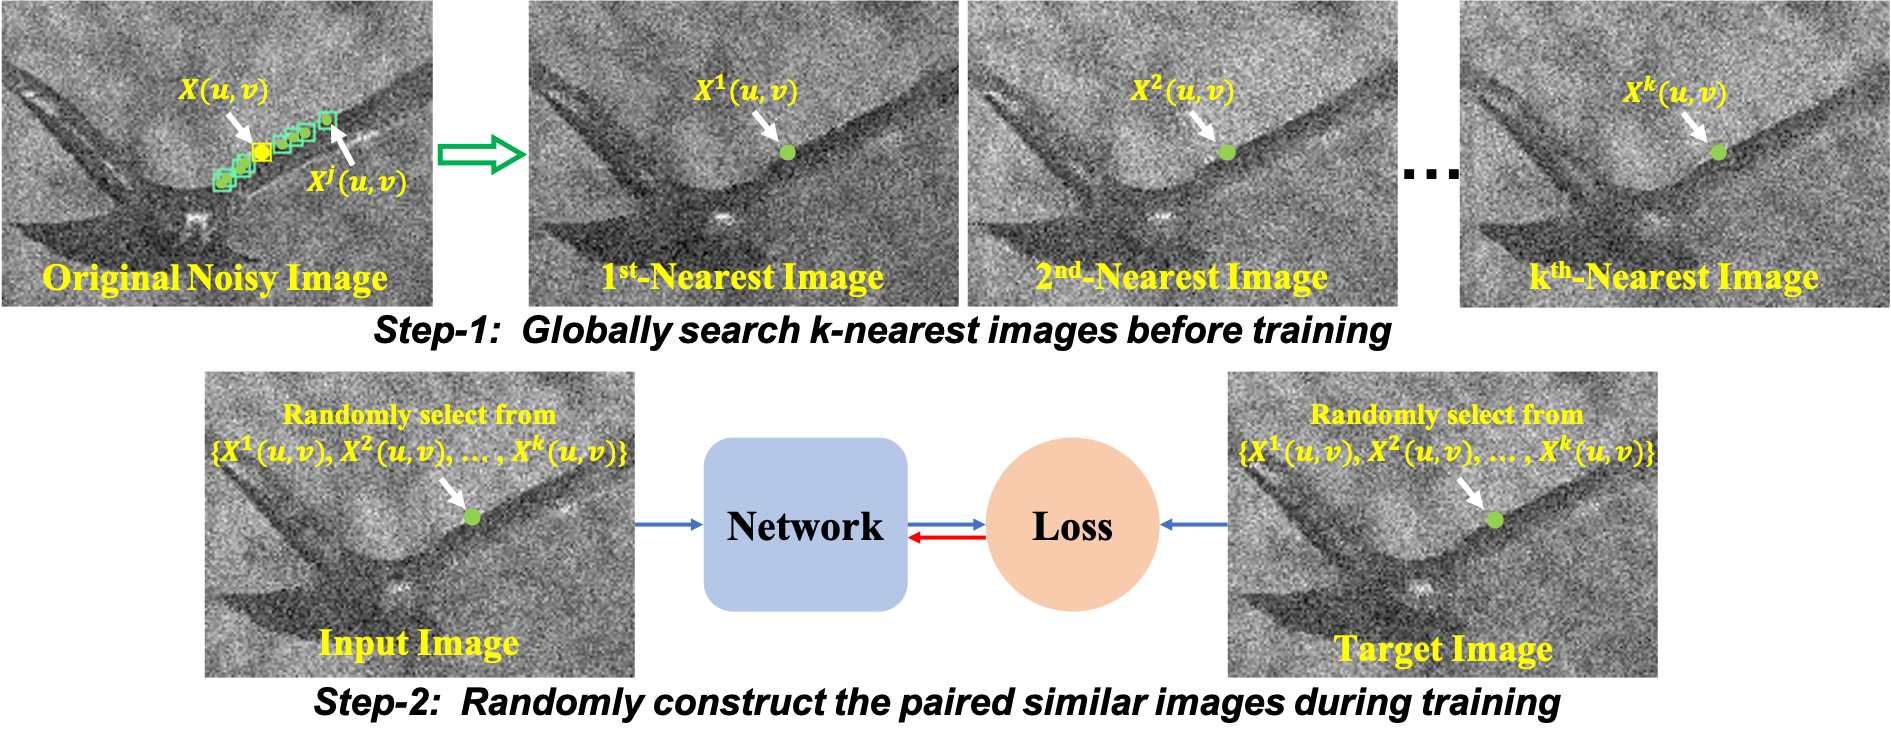 X(u, v)
X^j(u, v)
Original Noisy Image
X^1(u, v)
1st-Nearest Image
X^2(u, v)
2nd-Nearest Image
...
X^k(u, v)
kth-Nearest Image
Step-1: Globally search k-nearest images before training
Randomly select from
{X^1(u, v), X^2(u, v), ... , X^k(u, v)}
Input Image
Network
Loss
Randomly select from
{X^1(u, v), X^2(u, v), ... , X^k(u, v)}
Target Image
Step-2: Randomly construct the paired similar images during training